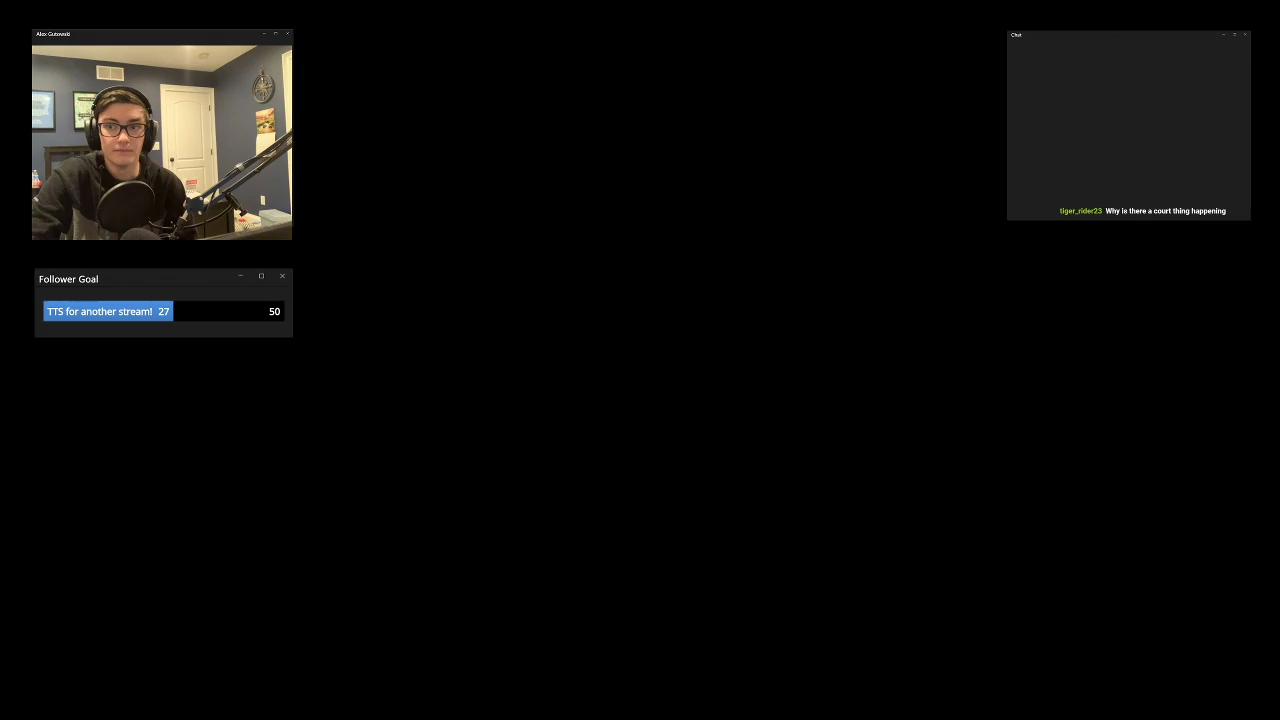 Alex Gutowski
Chat
tiger_rider23 Why is there a court thing happening
Follower Goal
TTS for another stream! 27 50